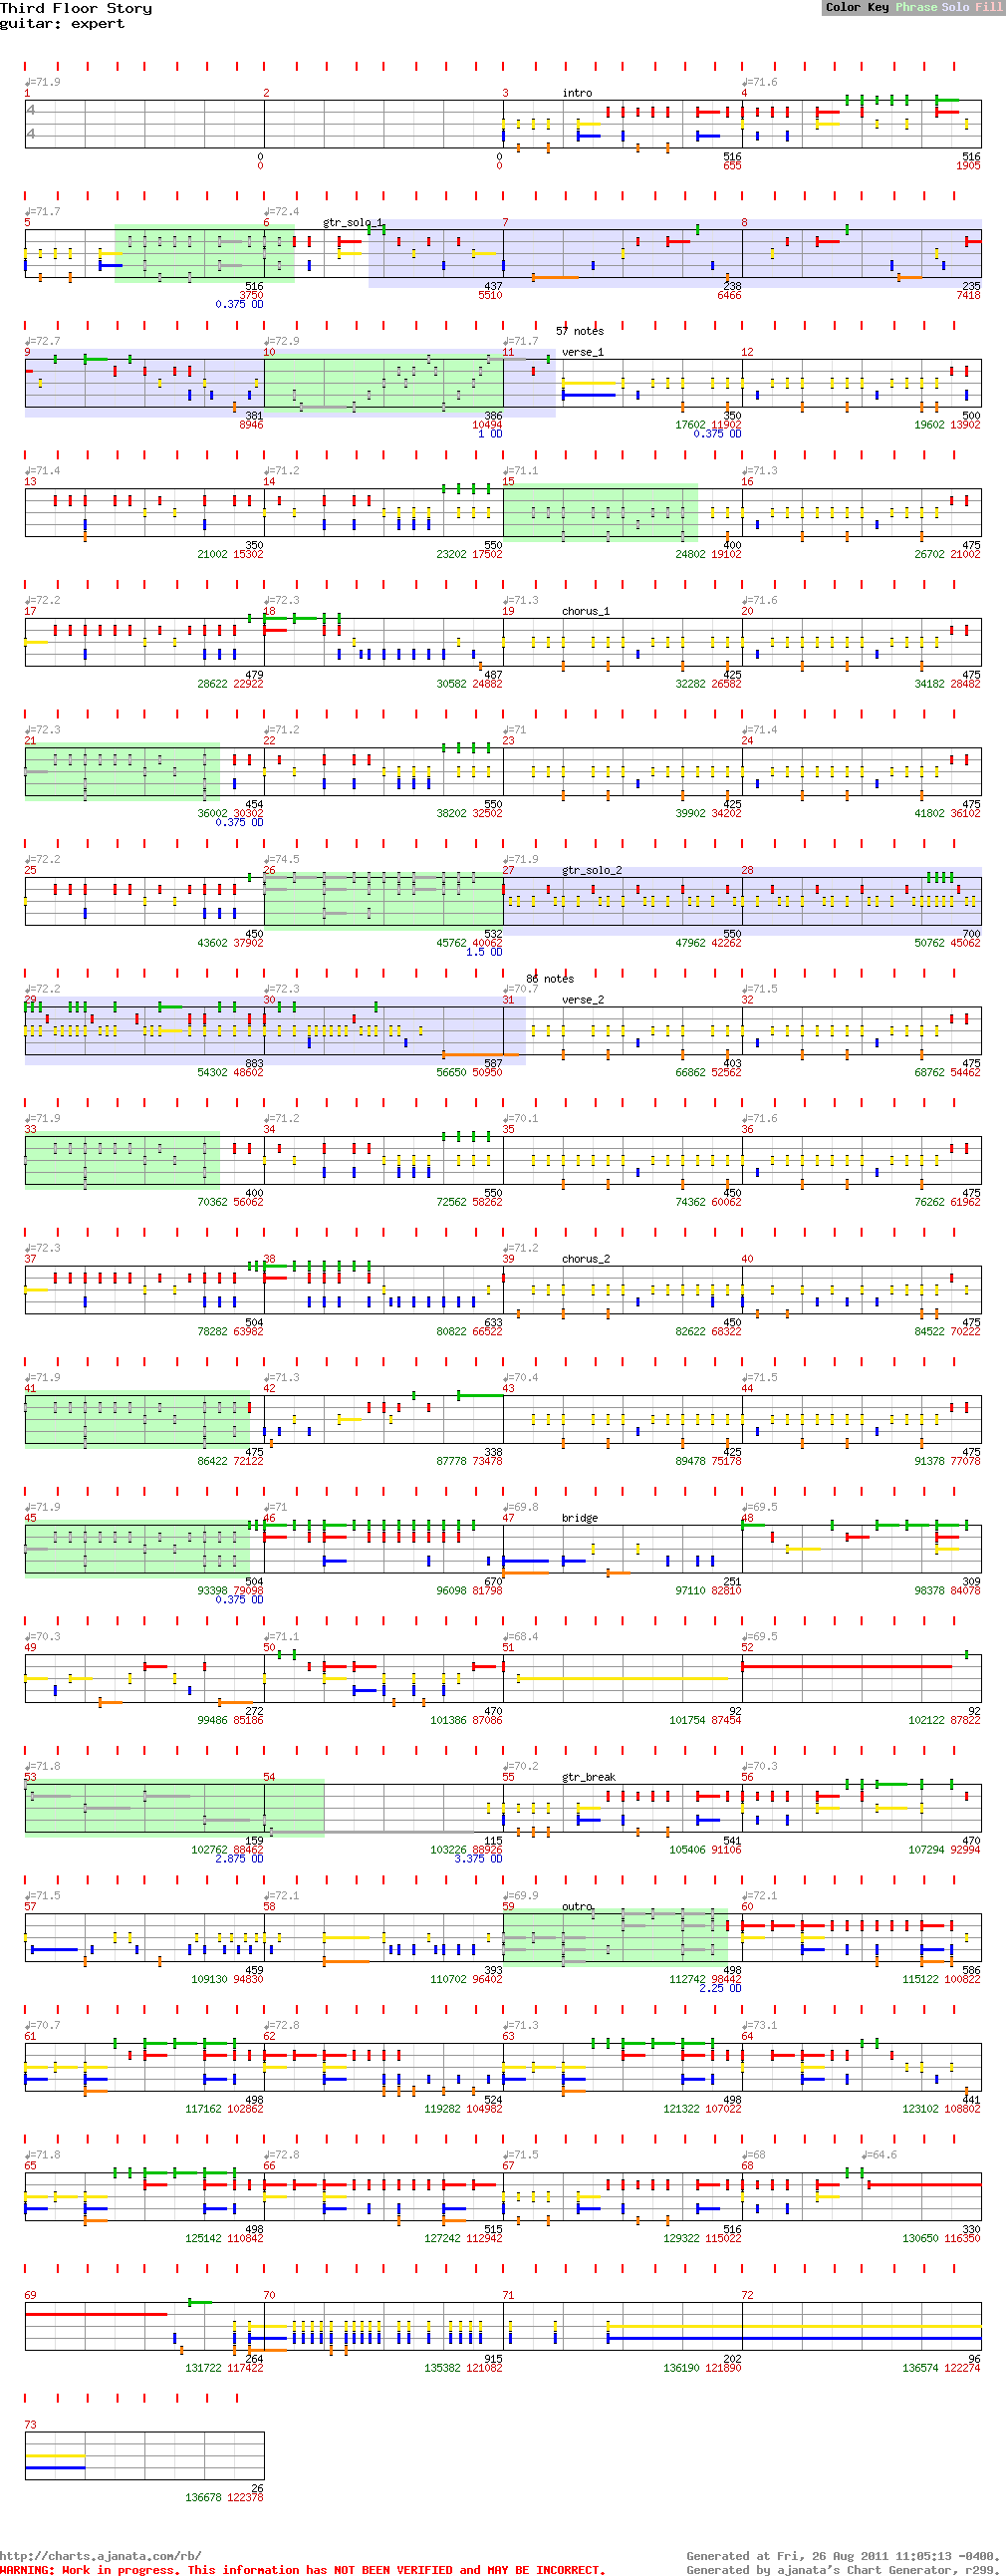 Third Floor Story
guitar: expert
Color Key Phrase Solo Fill
♩=71.9 ♩=71.6
1 2 3 intro 4
4
4
0 0 516 516
0 0 655 1905
♩=71.7 ♩=72.4
5 6 gtr_solo_1 7 8
516 437 238 235
3750 5510 6466 7418
0.375 OD
♩=72.7 ♩=72.9 ♩=71.7 57 notes
9 10 11 verse_1 12
381 386 350 500
8946 10494 17602 11902 19602 13902
1 OD 0.375 OD
♩=71.4 ♩=71.2 ♩=71.1 ♩=71.3
13 14 15 16
350 550 400 475
21002 15302 23202 17502 24802 19102 26702 21002
♩=72.2 ♩=72.3 ♩=71.3 ♩=71.6
17 18 19 chorus_1 20
479 487 425 475
28622 22922 30582 24882 32282 26582 34182 28482
♩=72.3 ♩=71.2 ♩=71 ♩=71.4
21 22 23 24
454 550 425 475
36002 30302 38202 32502 39902 34202 41802 36102
0.375 OD
♩=72.2 ♩=74.5 ♩=71.9
25 26 27 gtr_solo_2 28
450 532 550 700
43602 37902 45762 40062 47962 42262 50762 45062
1.5 OD
♩=72.2 ♩=72.3 ♩=70.7 86 notes ♩=71.5
29 30 31 verse_2 32
883 587 403 475
54302 48602 56650 50950 66862 52562 68762 54462
♩=71.9 ♩=71.2 ♩=70.1 ♩=71.6
33 34 35 36
400 550 450 475
70362 56062 72562 58262 74362 60062 76262 61962
♩=72.3 ♩=71.2
37 38 39 chorus_2 40
504 633 450 475
78282 63982 80822 66522 82622 68322 84522 70222
♩=71.9 ♩=71.3 ♩=70.4 ♩=71.5
41 42 43 44
475 338 425 475
86422 72122 87778 73478 89478 75178 91378 77078
♩=71.9 ♩=71 ♩=69.8 ♩=69.5
45 46 47 bridge 48
504 670 251 309
93398 79098 96098 81798 97110 82810 98378 84078
0.375 OD
♩=70.3 ♩=71.1 ♩=68.4 ♩=69.5
49 50 51 52
272 470 92 92
99486 85186 101386 87086 101754 87454 102122 87822
♩=71.8 ♩=70.2 ♩=70.3
53 54 55 gtr_break 56
159 115 541 470
102762 88462 103226 88926 105406 91106 107294 92994
2.875 OD 3.375 OD
♩=71.5 ♩=72.1 ♩=69.9 ♩=72.1
57 58 59 outro 60
459 393 498 586
109130 94830 110702 96402 112742 98442 115122 100822
2.25 OD
♩=70.7 ♩=72.8 ♩=71.3 ♩=73.1
61 62 63 64
498 524 498 441
117162 102862 119282 104982 121322 107022 123102 108802
♩=71.8 ♩=72.8 ♩=71.5 ♩=68 ♩=64.6
65 66 67 68
498 515 516 330
125142 110842 127242 112942 129322 115022 130650 116350
69 70 71 72
264 915 202 96
131722 117422 135382 121082 136190 121890 136574 122274
73
26
136678 122378
http://charts.ajanata.com/rb/ Generated at Fri, 26 Aug 2011 11:05:13 -0400.
WARNING: Work in progress. This information has NOT BEEN VERIFIED and MAY BE INCORRECT. Generated by ajanata's Chart Generator, r299.